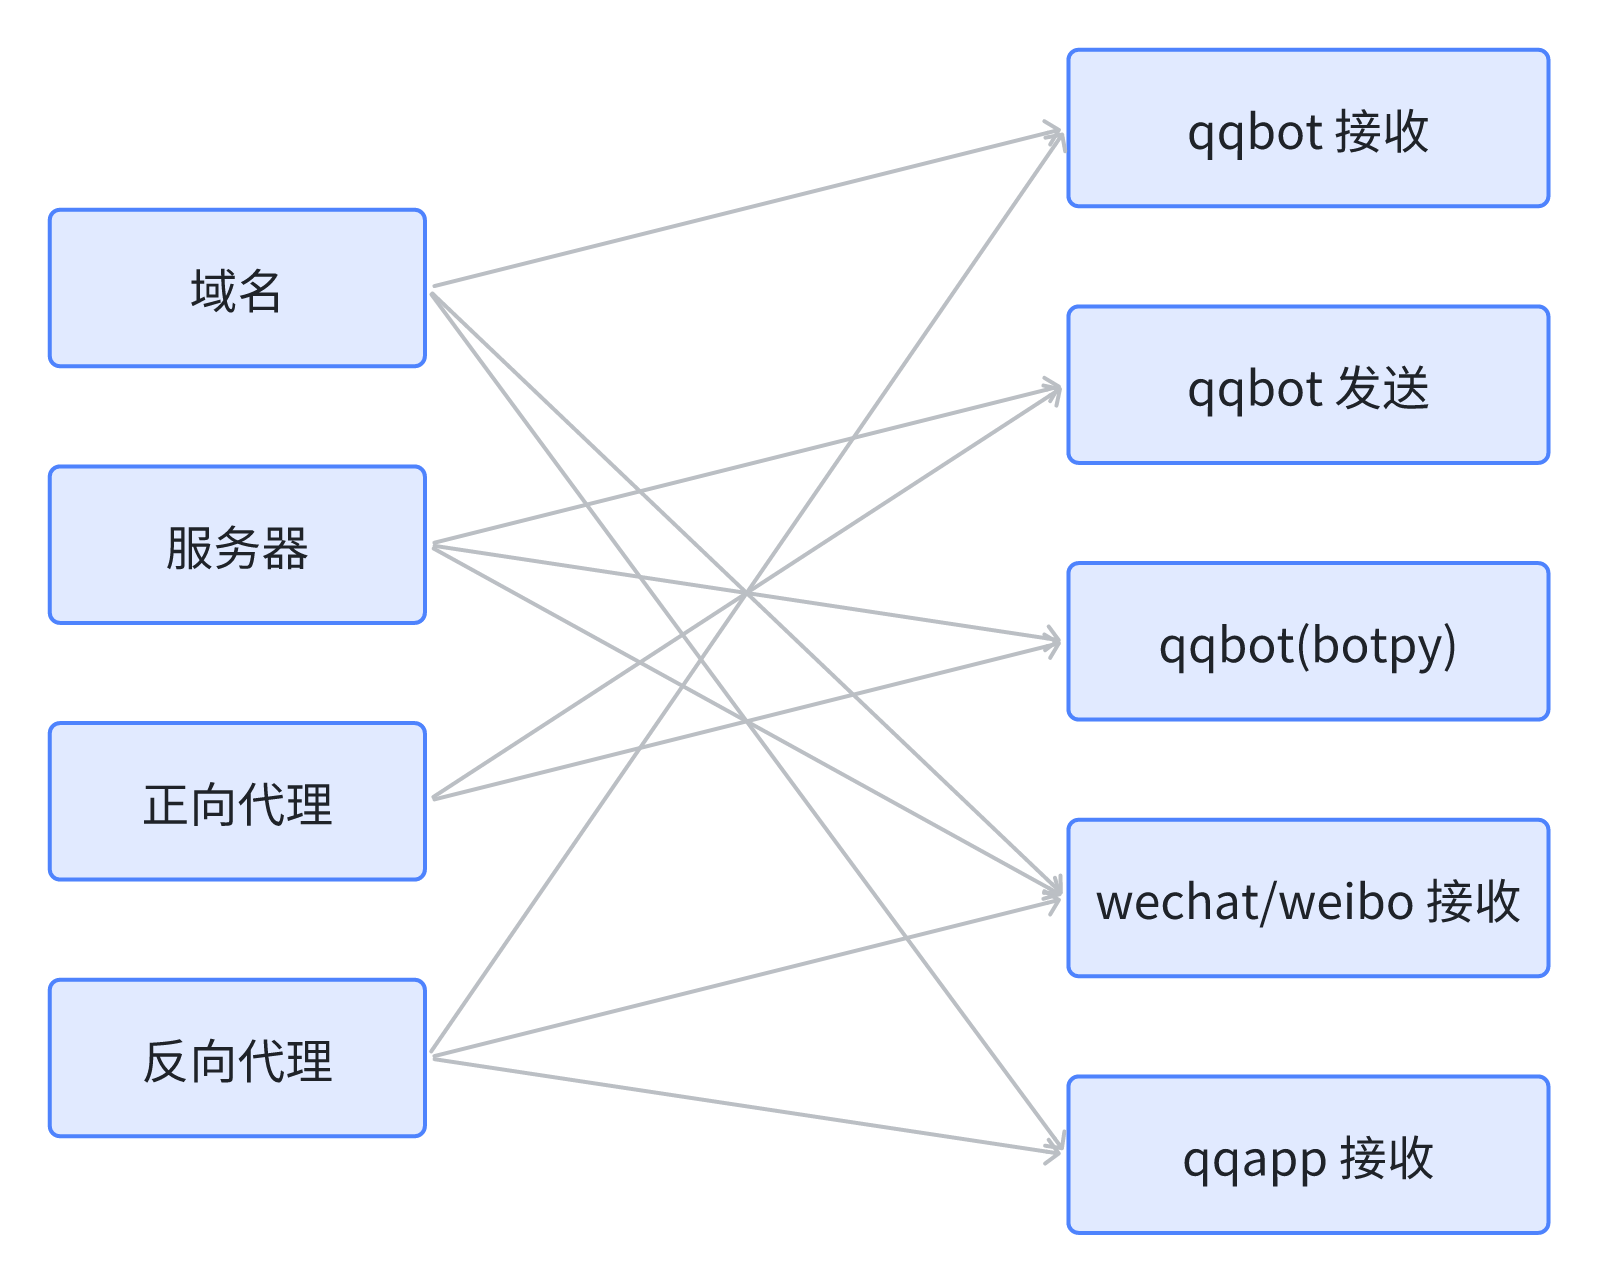 域名
服务器
正向代理
反向代理
qqbot 接收
qqbot 发送
qqbot(botpy)
wechat/weibo 接收
qqapp 接收